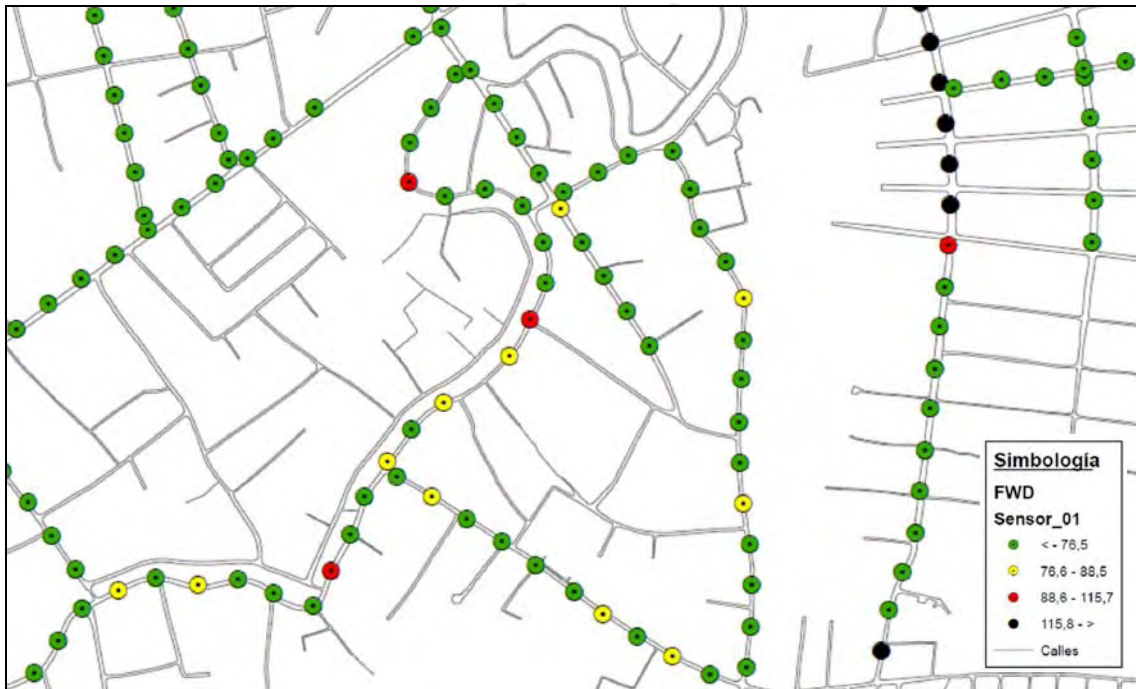 Simbología
FWD
Sensor_01
< - 76,5
76,6 - 88,5
88,6 - 115,7
115,8 - >
Calles